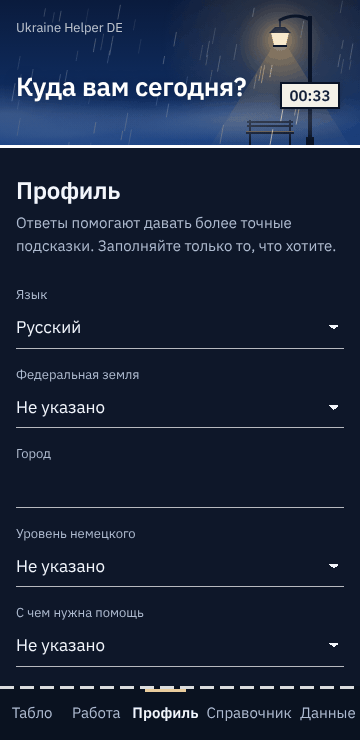 Ukraine Helper DE
Куда вам сегодня?
00:33
Профиль
Ответы помогают давать более точные
подсказки. Заполняйте только то, что хотите.
Язык
Русский
Федеральная земля
Не указано
Город
Уровень немецкого
Не указано
С чем нужна помощь
Не указано
Табло Работа Профиль Справочник Данные